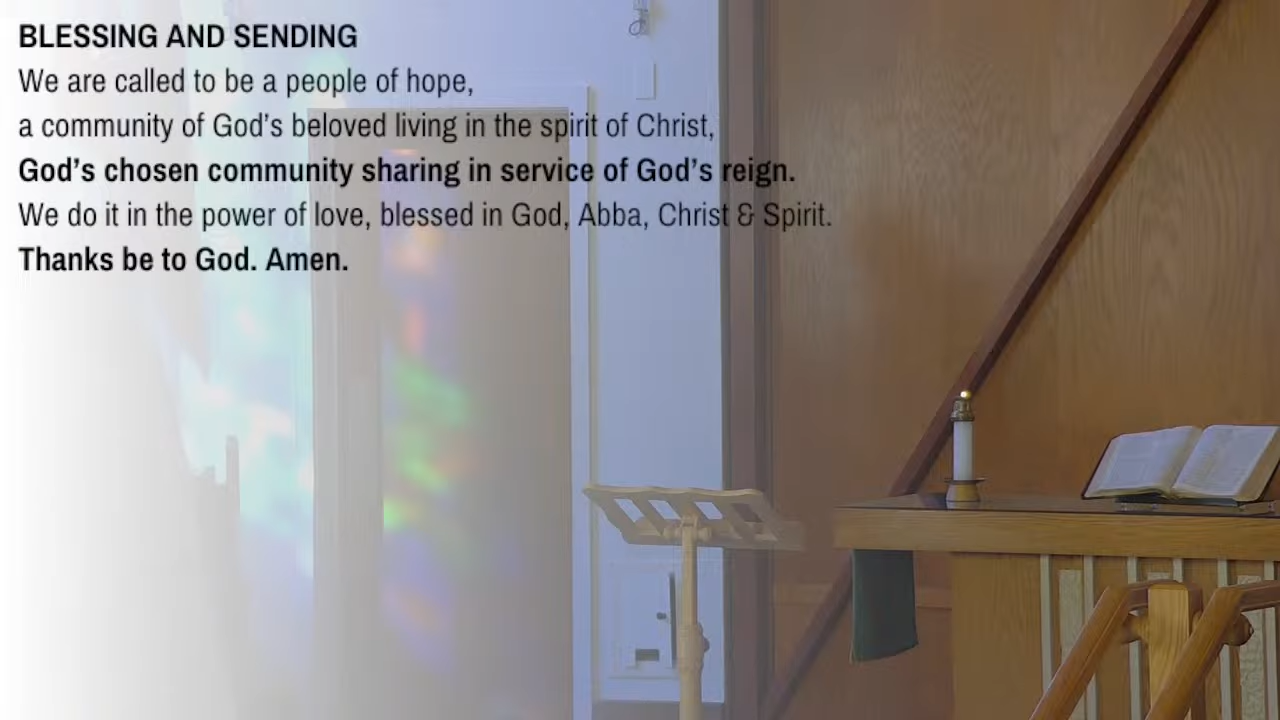 BLESSING AND SENDING
We are called to be a people of hope,
a community of God’s beloved living in the spirit of Christ,
God’s chosen community sharing in service of God’s reign.
We do it in the power of love, blessed in God, Abba, Christ & Spirit.
Thanks be to God. Amen.